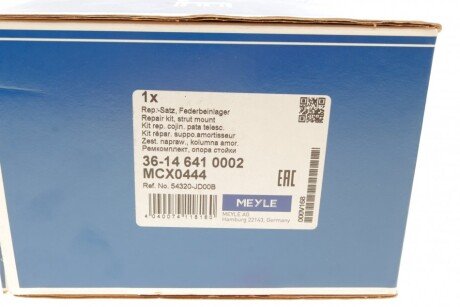 1x
Rep.-Satz, Federbeinlager
Repair kit, strut mount
Kit rep. cojin. pata telesc.
Kit répar. suppo.amortisseur
Zest. napraw., kolumna amor.
Ремкомплект, опора стойки
36-14 641 0002
MCX0444
Ref. No. 54320-JD00B
EAC
MEYLE
MEYLE AG
Hamburg 22143, Germany